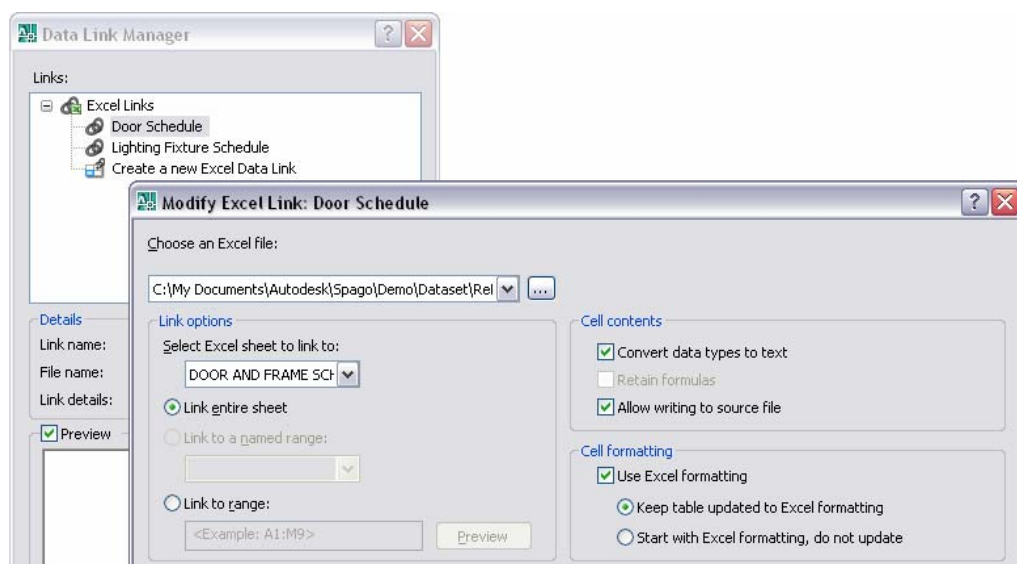 Data Link Manager
Links:
Excel Links
Door Schedule
Lighting Fixture Schedule
Create a new Excel Data Link
Modify Excel Link: Door Schedule
Choose an Excel file:
C:\My Documents\Autodesk\Spago\Demo\Dataset\Rel
...
Details
Link name:
File name:
Link details:
Preview
Link options
Select Excel sheet to link to:
DOOR AND FRAME SCH
Link entire sheet
Link to a named range:
Link to range:
<Example: A1:M9>
Preview
Cell contents
Convert data types to text
Retain formulas
Allow writing to source file
Cell formatting
Use Excel formatting
Keep table updated to Excel formatting
Start with Excel formatting, do not update